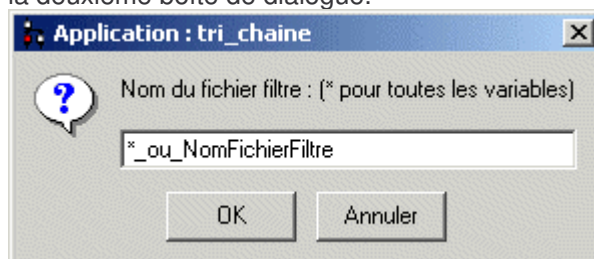 la deuxième boîte de dialogue.
Application : tri_chaine
Nom du fichier filtre : (* pour toutes les variables)
*_ou_NomFichierFiltre
OK Annuler